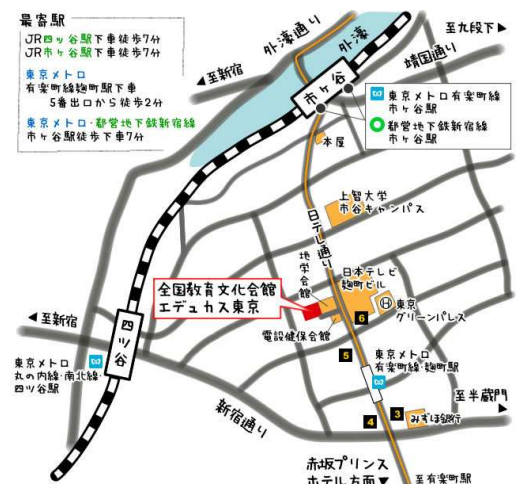 最寄駅
JR四ッ谷駅下車徒歩7分
JR市ヶ谷駅下車徒歩7分
東京メトロ
有楽町線麹町駅下車
5番出口から徒歩2分
東京メトロ・都営地下鉄新宿線
市ヶ谷駅徒歩下車7分
外濠通り
外濠
至九段下▶
靖国通り
◀至新宿
市ヶ谷
東京メトロ有楽町線
市ヶ谷駅
都営地下鉄新宿線
市ヶ谷駅
本屋
上智大学
市谷キャンパス
日テレ通り
地学会館
日本テレビ
麹町ビル
全国教育文化会館
エデュカス東京
H
東京
グリーンパレス
電設健保会館
6
◀至新宿
四ッ谷
5
東京メトロ
有楽町線・麹町駅
東京メトロ
丸の内線・南北線・
四ッ谷駅
至半蔵門
▶
新宿通り
4
3
みずほ銀行
赤坂プリンス
ホテル方面▼
至有楽町駅